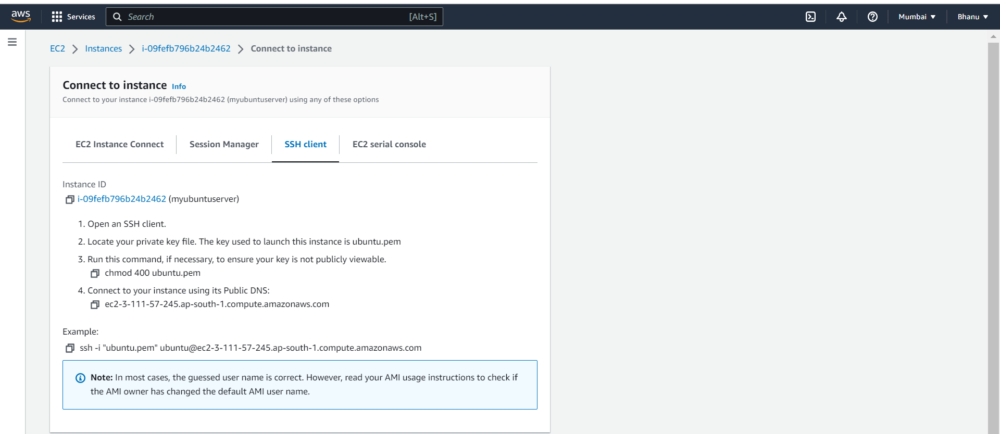 aws Services Search [Alt+S] Mumbai Bhanu
EC2 Instances i-09fefb796b24b2462 Connect to instance
Connect to instance Info
Connect to your instance i-09fefb796b24b2462 (myubuntuserver) using any of these options
EC2 Instance Connect Session Manager SSH client EC2 serial console
Instance ID
i-09fefb796b24b2462 (myubuntuserver)
1. Open an SSH client.
2. Locate your private key file. The key used to launch this instance is ubuntu.pem
3. Run this command, if necessary, to ensure your key is not publicly viewable.
chmod 400 ubuntu.pem
4. Connect to your instance using its Public DNS:
ec2-3-111-57-245.ap-south-1.compute.amazonaws.com
Example:
ssh -i "ubuntu.pem" ubuntu@ec2-3-111-57-245.ap-south-1.compute.amazonaws.com
Note: In most cases, the guessed user name is correct. However, read your AMI usage instructions to check if
the AMI owner has changed the default AMI user name.